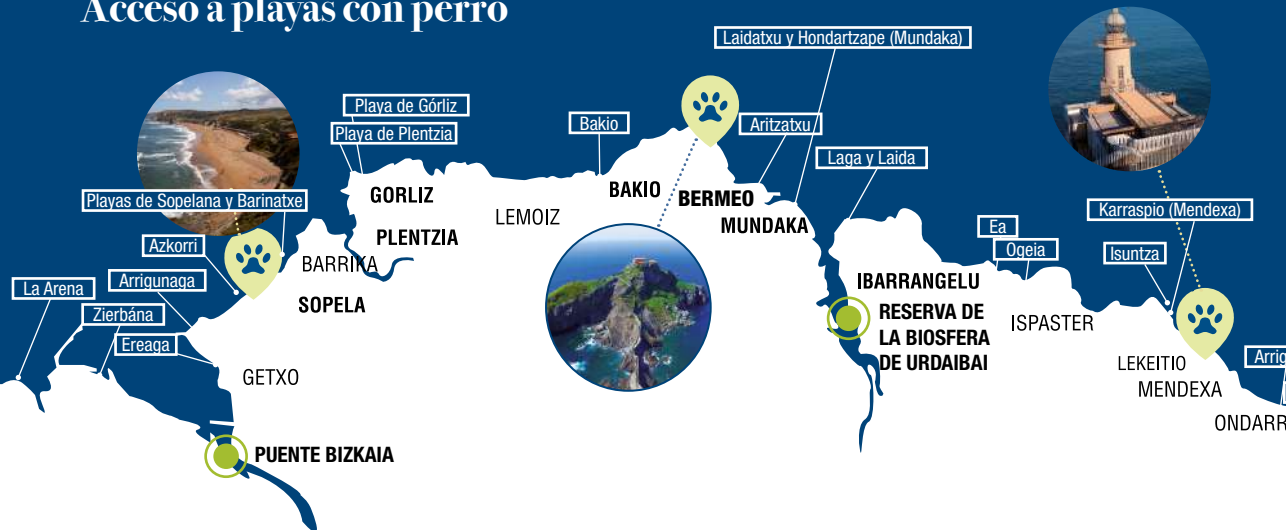 Acceso a playas con perro
Laidatxu y Hondartzape (Mundaka)
Playa de Górliz
Playa de Plentzia
Bakio
Aritzatxu
Laga y Laida
Playas de Sopelana y Barinatxe
Karraspio (Mendexa)
Azkorri
Arrigunaga
La Arena
Zierbána
Ereaga
Ea
Ogeia
Isuntza
GORLIZ
PLENTZIA
BARRIKA
SOPELA
LEMOIZ
BAKIO
BERMEO
MUNDAKA
IBARRANGELU
RESERVA DE
LA BIOSFERA
DE URDAIBAI
ISPASTER
LEKEITIO
MENDEXA
Arrig
ONDARR
GETXO
PUENTE BIZKAIA